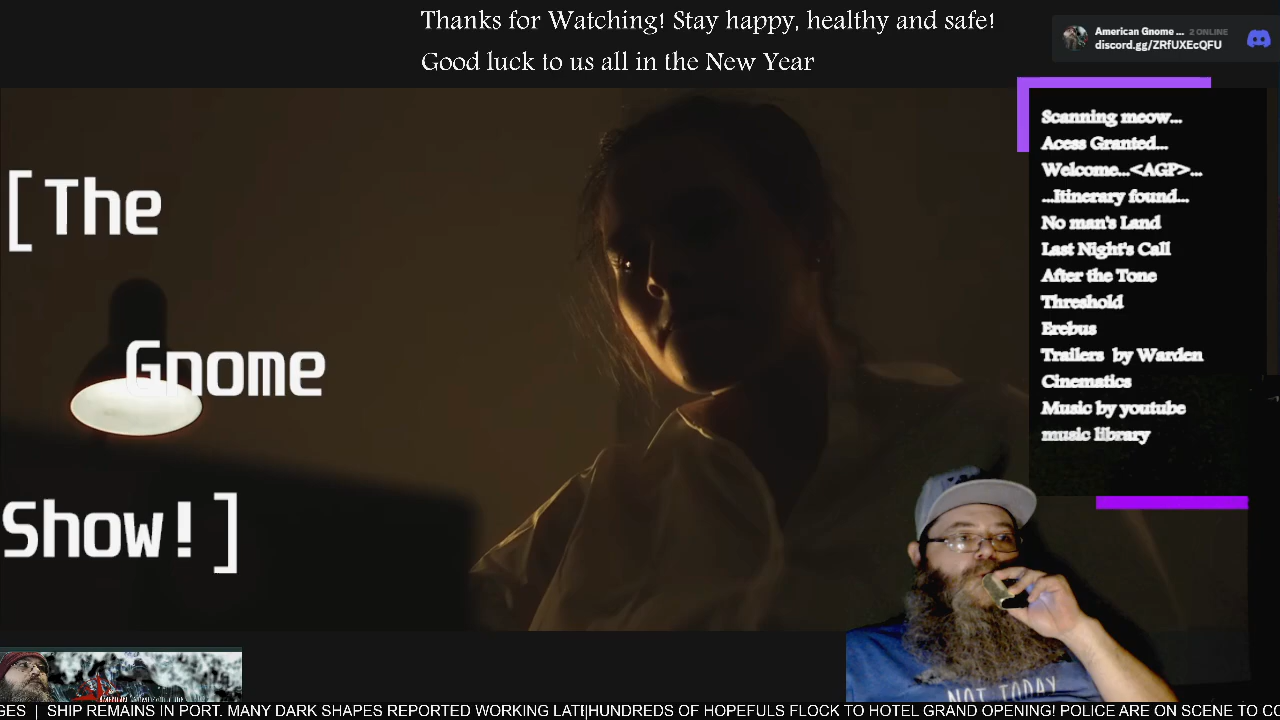 Thanks for Watching! Stay happy, healthy and safe!
Good luck to us all in the New Year
American Gnome ... 2 ONLINE
discord.gg/ZRfUXEcQFU
[The
Gnome
Show!]
Scanning meow...
Acess Granted...
Welcome...<AGP>...
...Itinerary found...
No man's Land
Last Night's Call
After the Tone
Threshold
Erebus
Trailers by Warden
Cinematics
Music by youtube
music library
NOT TODAY
GES | SHIP REMAINS IN PORT. MANY DARK SHAPES REPORTED WORKING LATE|HUNDREDS OF HOPEFULS FLOCK TO HOTEL GRAND OPENING! POLICE ARE ON SCENE TO CO